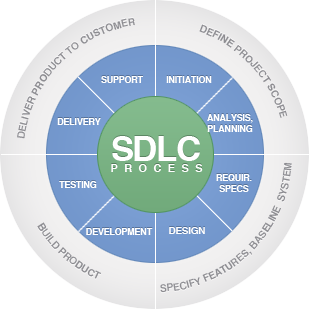 SDLC
PROCESS
INITIATION
ANALYSIS,
PLANNING
REQUIR.
SPECS
DESIGN
DEVELOPMENT
TESTING
DELIVERY
SUPPORT
DEFINE PROJECT SCOPE
SPECIFY FEATURES, BASELINE SYSTEM
BUILD PRODUCT
DELIVER PRODUCT TO CUSTOMER